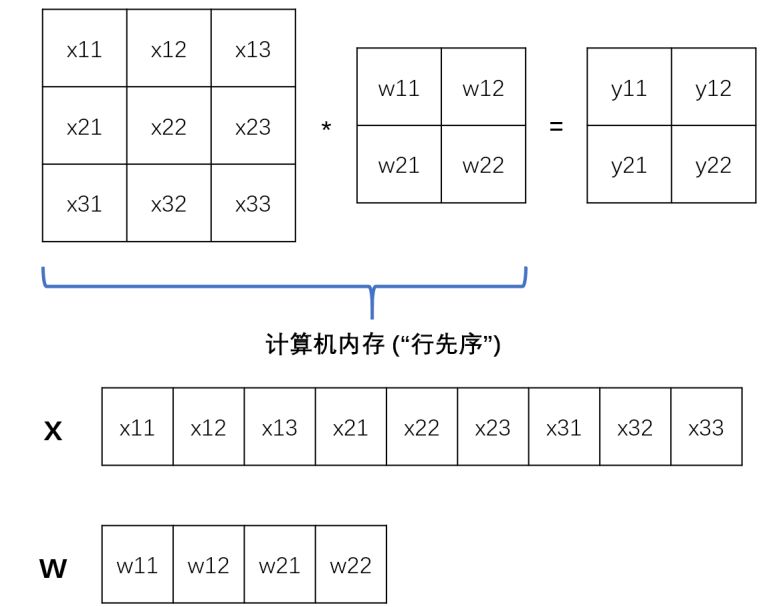 x11 x12 x13
w11 w12 y11 y12
x21 x22 x23 * =
w21 w22 y21 y22
x31 x32 x33
计算机内存 (“行先序”)
X x11 x12 x13 x21 x22 x23 x31 x32 x33
W w11 w12 w21 w22